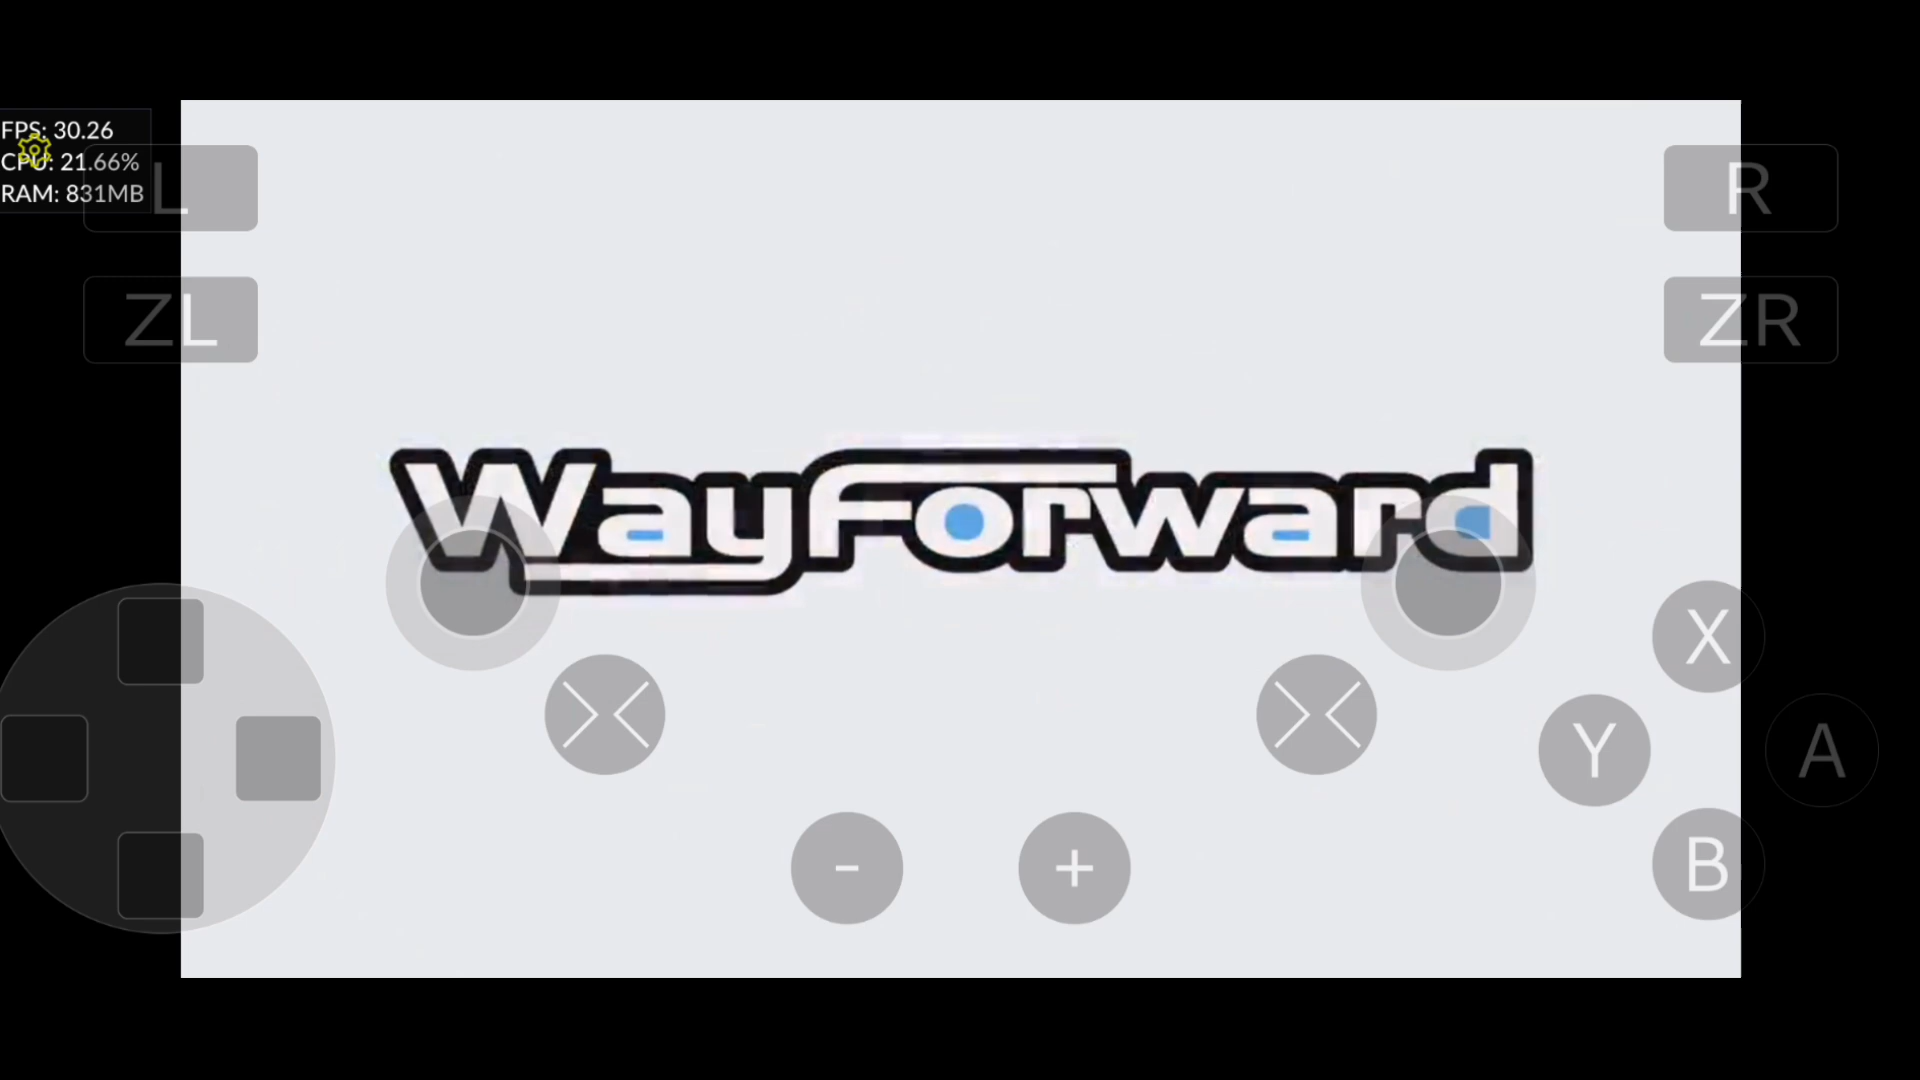 FPS: 30.26
CPU: 21.66%
RAM: 831MB
L
R
ZL
ZR
WayForward
X
Y
A
B
-
+